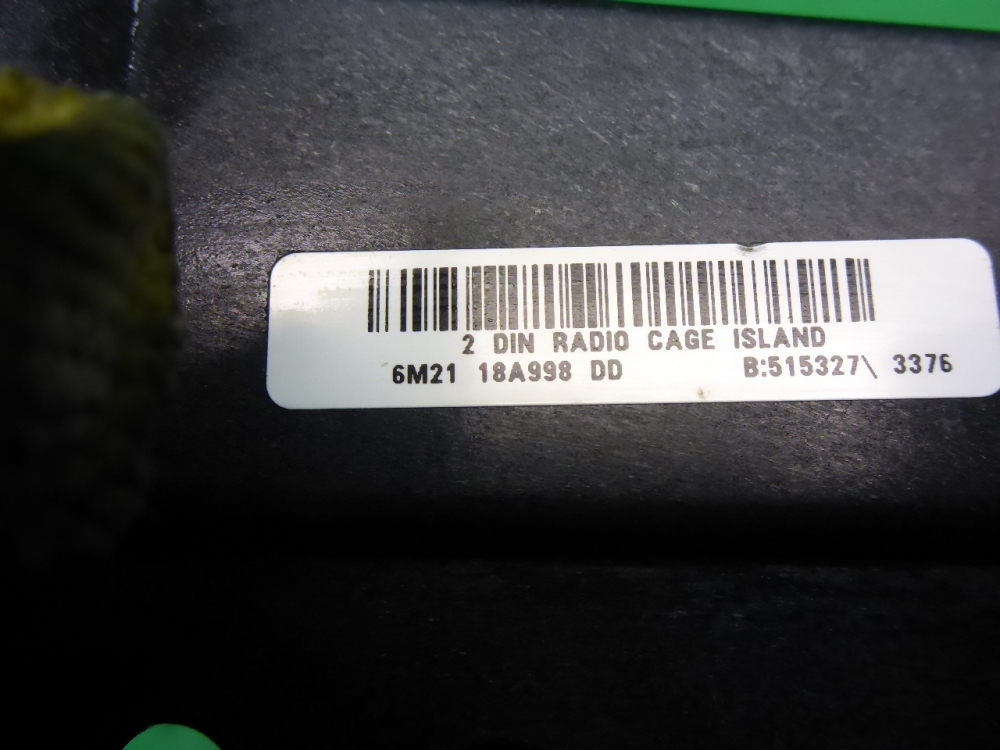 2 DIN RADIO CAGE ISLAND
6M21 18A998 DD B:515327\ 3376